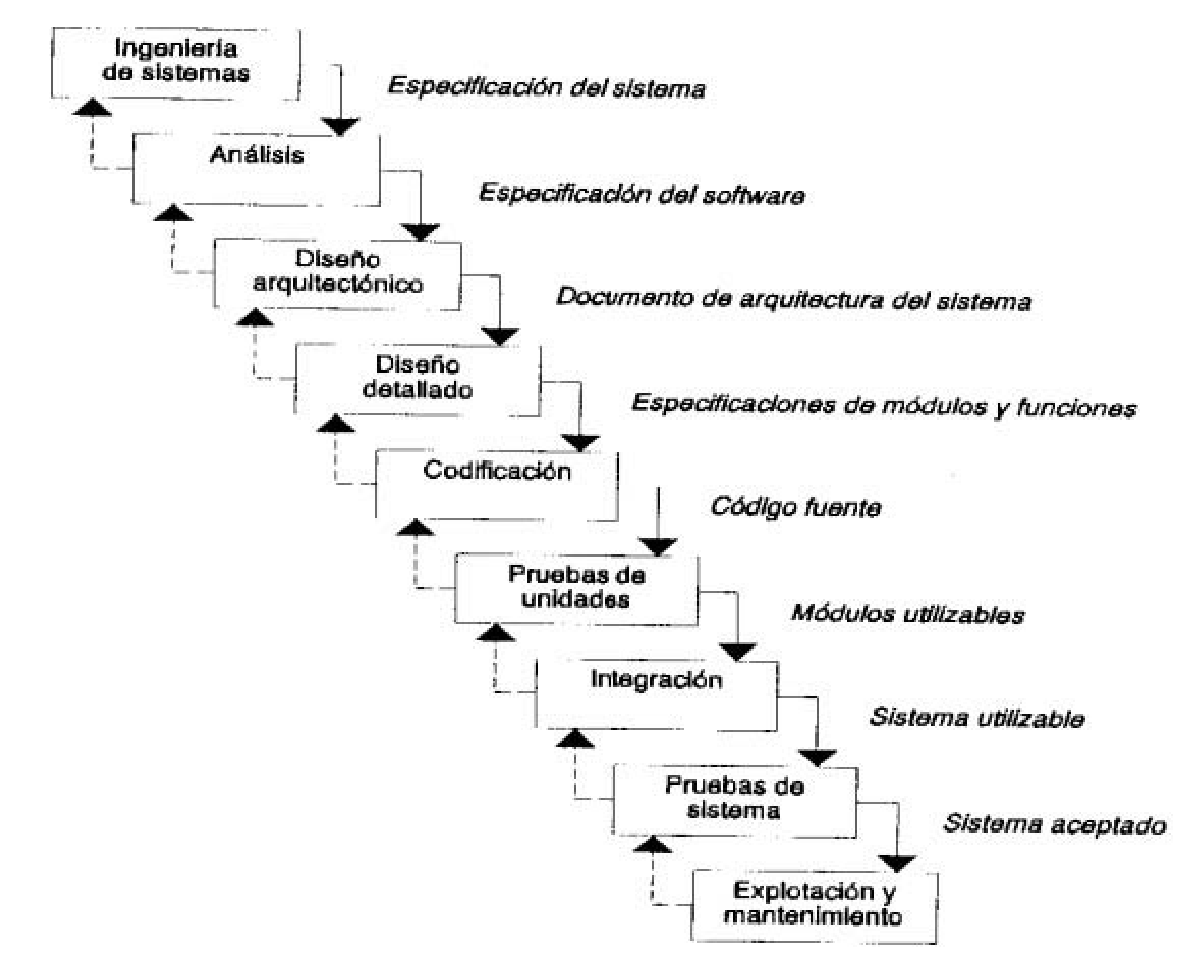 Ingeniería
de sistemas
Especificación del sistema
Análisis
Especificación del software
Diseño
arquitectónico
Documento de arquitectura del sistema
Diseño
detallado
Especificaciones de módulos y funciones
Codificación
Código fuente
Pruebas de
unidades
Módulos utilizables
Integración
Sistema utilizable
Pruebas de
sistema
Sistema aceptado
Explotación y
mantenimiento